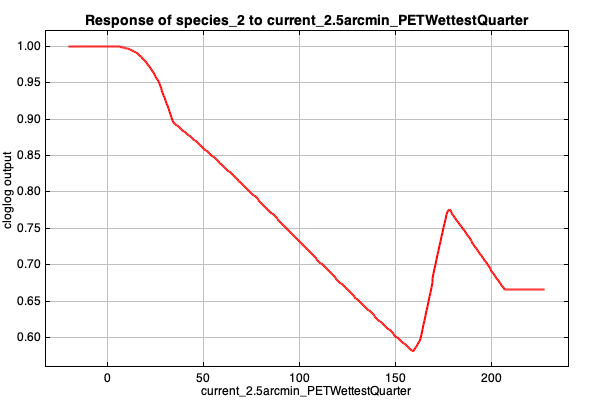 Response of species_2 to current_2.5arcmin_PETWettestQuarter
cloglog output
1.00
0.95
0.90
0.85
0.80
0.75
0.70
0.65
0.60
0 50 100 150 200
current_2.5arcmin_PETWettestQuarter